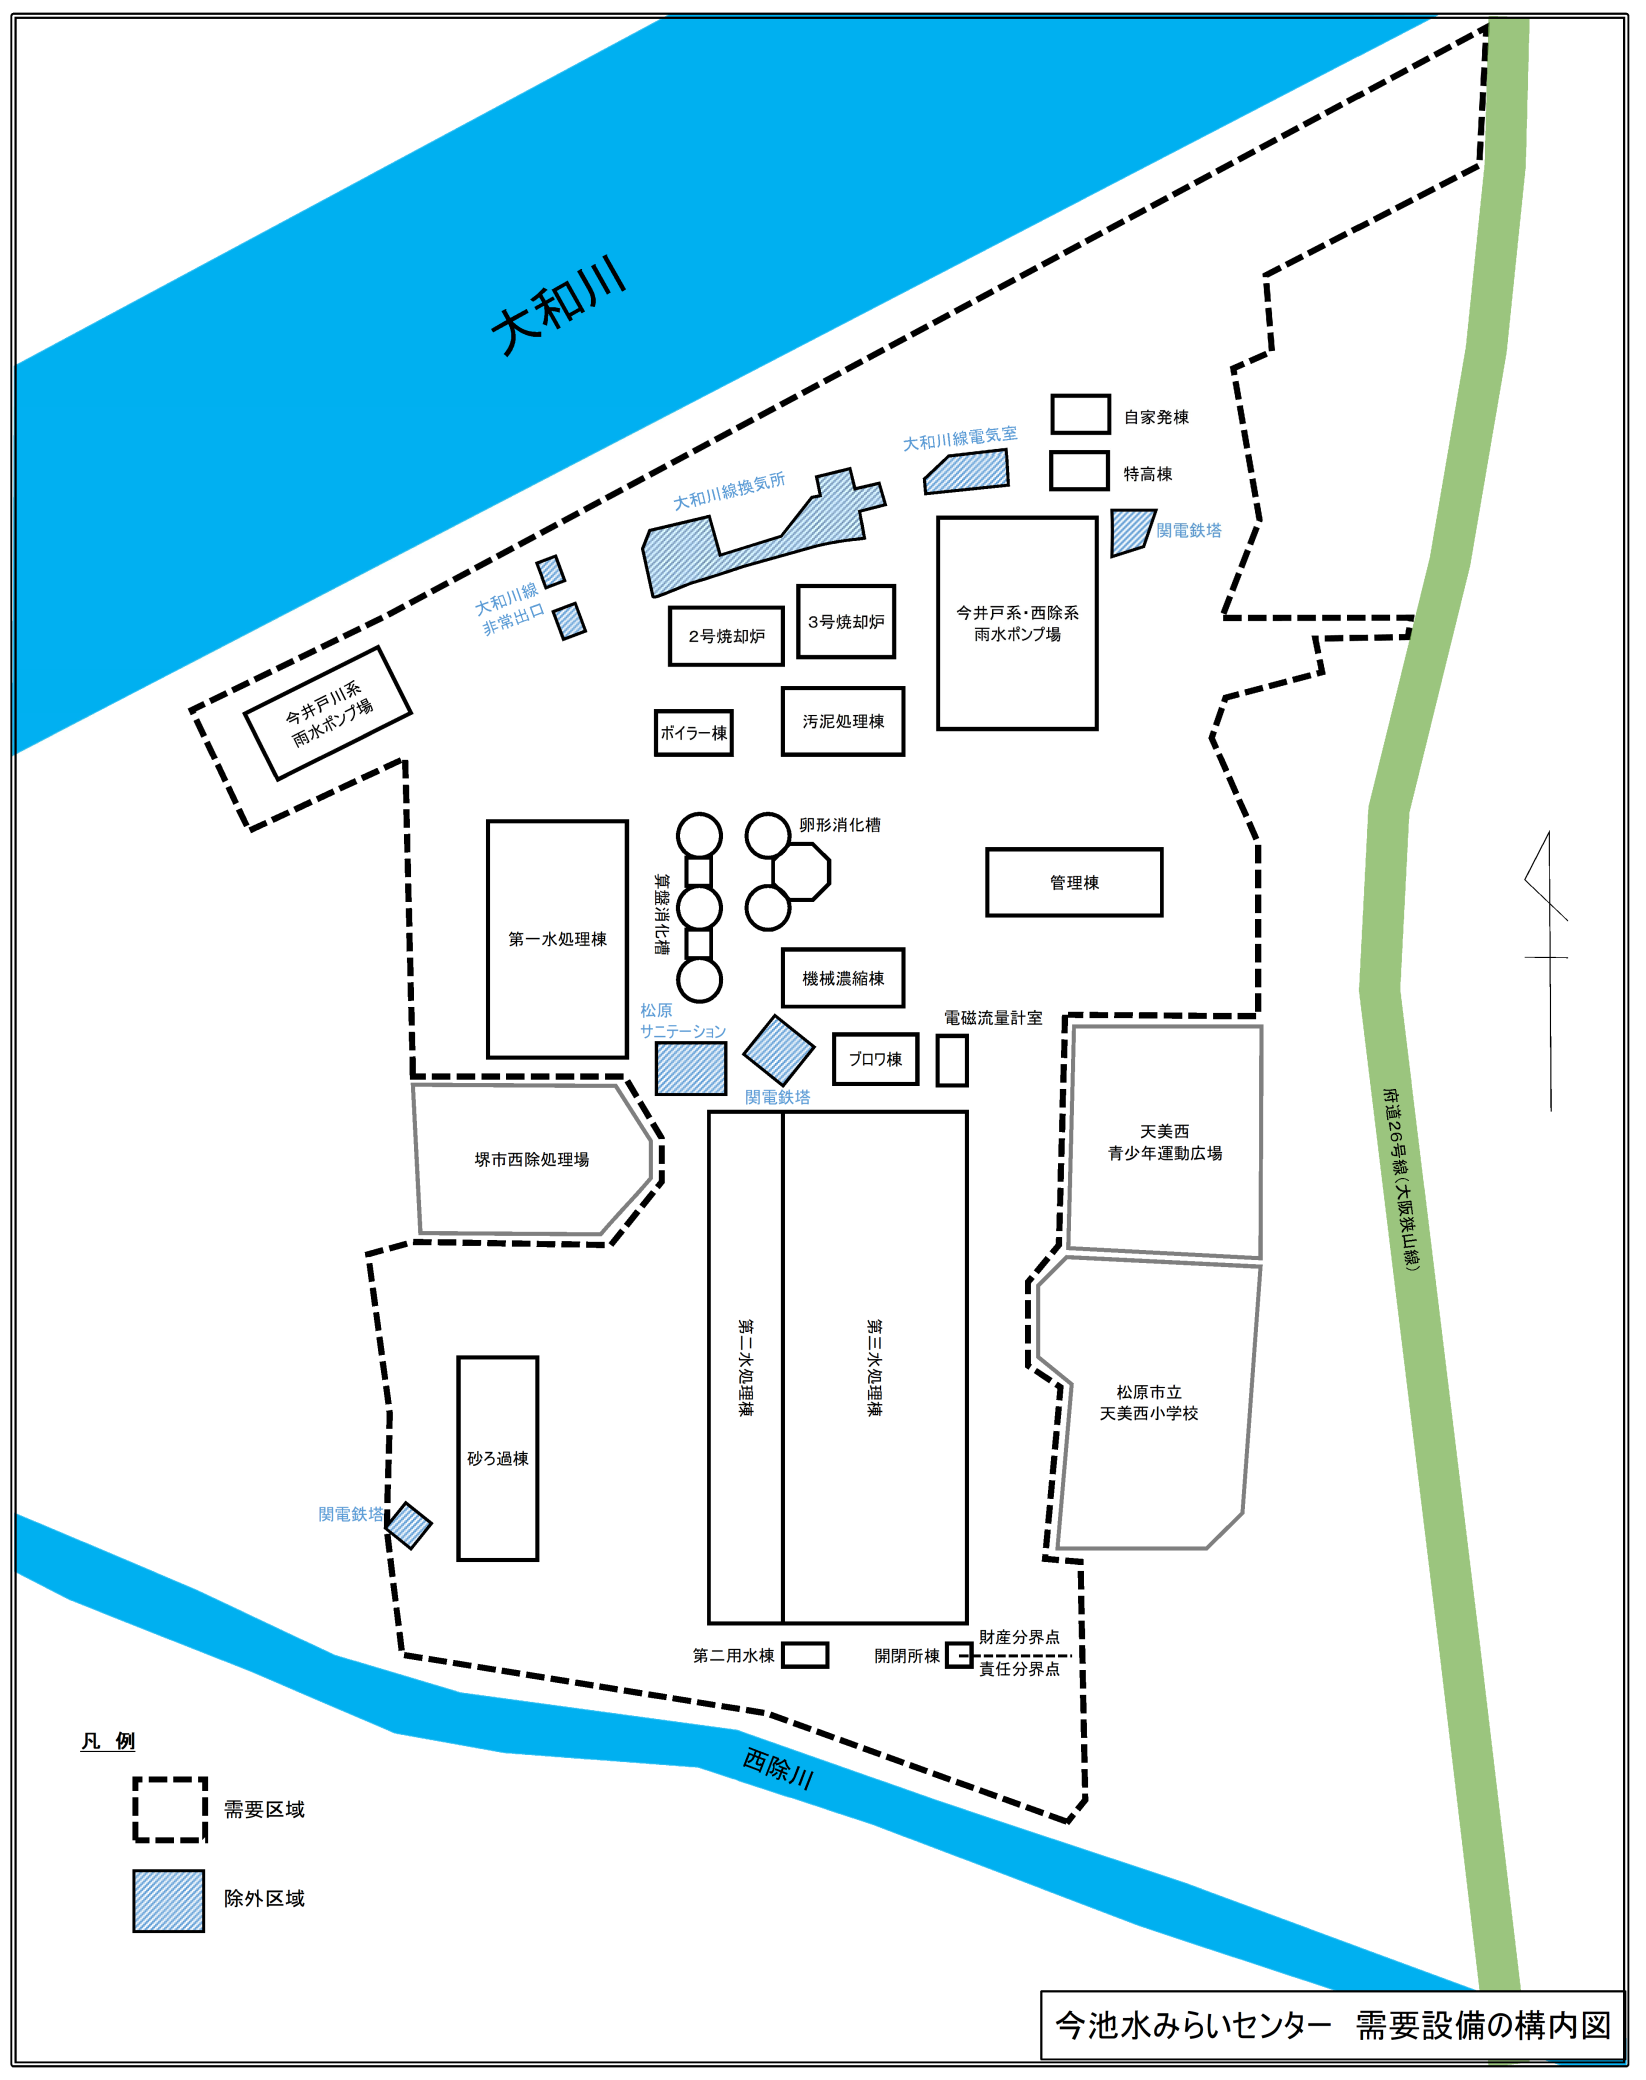 大和川
自家発棟
大和川線電気室
特高棟
大和川線換気所
関電鉄塔
大和川線
非常出口
2号焼却炉
3号焼却炉
今井戸系・西除系
雨水ポンプ場
今井戸川系
雨水ポンプ場
ボイラー棟
汚泥処理棟
卵形消化槽
算盤消化槽
管理棟
第一水処理棟
機械濃縮棟
松原
サニテーション
電磁流量計室
ブロワ棟
関電鉄塔
堺市西除処理場
天美西
青少年運動広場
府道26号線(大阪狭山線)
第二水処理棟
第三水処理棟
松原市立
天美西小学校
砂ろ過棟
関電鉄塔
第二用水棟
開閉所棟
財産分界点
責任分界点
西除川
凡 例
需要区域
除外区域
今池水みらいセンター 需要設備の構内図